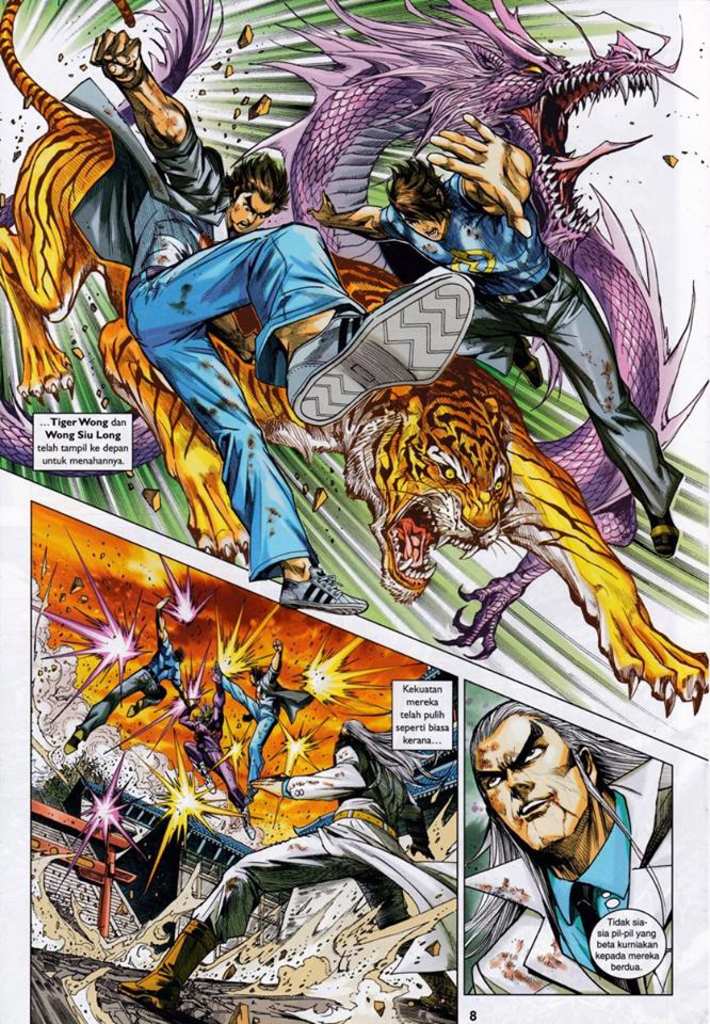 ...Tiger Wong dan
Wong Siu Long
telah tampil ke depan
untuk menahannya.
Kekuatan
mereka
telah pulih
seperti biasa
kerana...
Tidak sia-
sia pil-pil yang
beta kurniakan
kepada mereka
berdua.
8